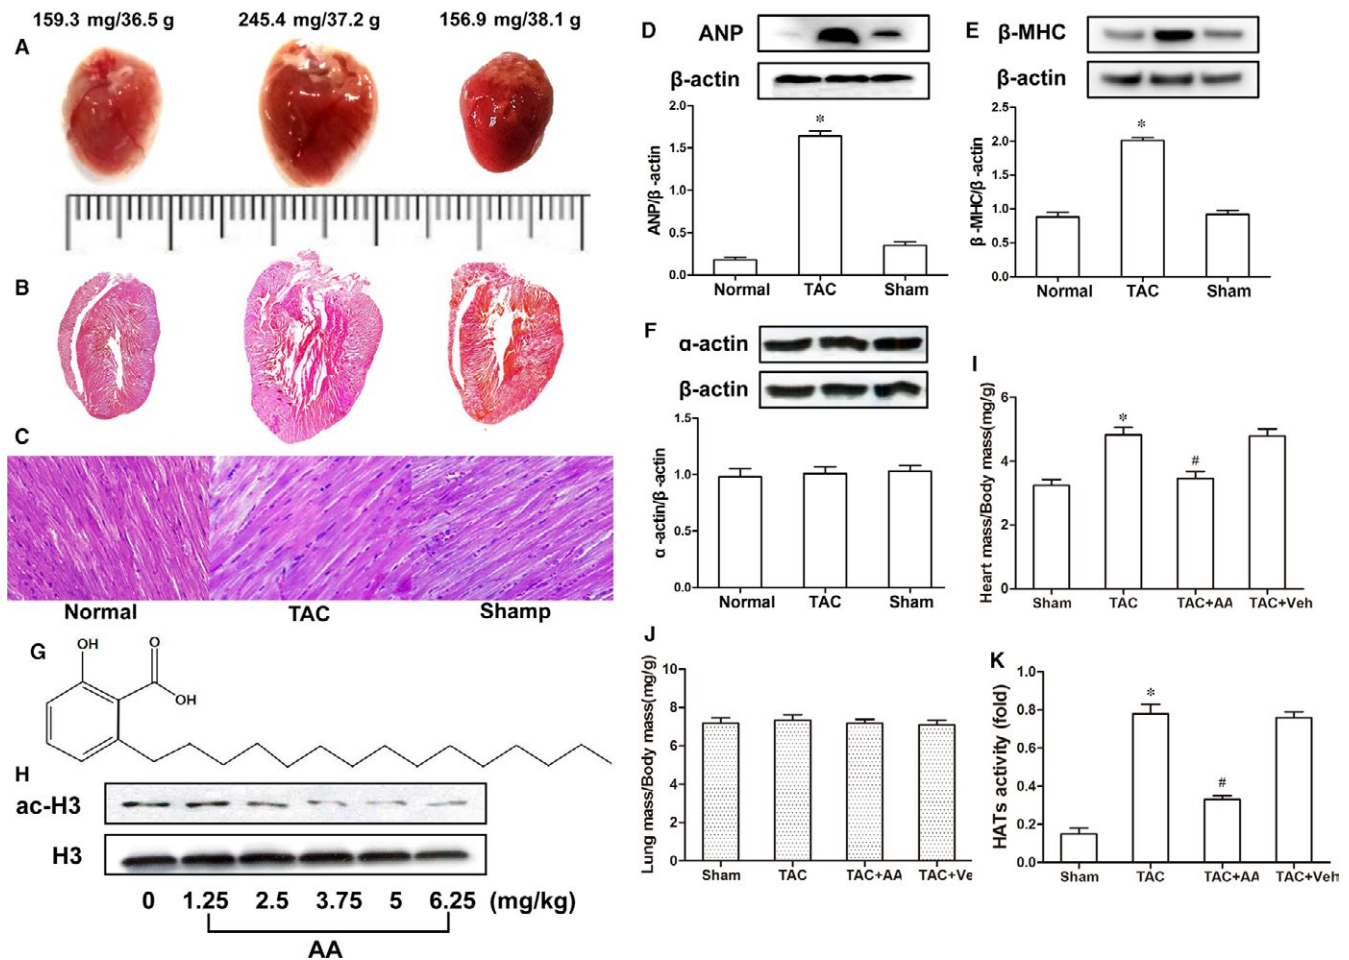 159.3 mg/36.5 g 245.4 mg/37.2 g 156.9 mg/38.1 g
A
B
C
Normal TAC Shamp
D
ANP
β-actin
ANP/β-actin
2.0
1.5
1.0
0.5
0.0
Normal TAC Sham
*
E
β-MHC
β-actin
β-MHC/β-actin
2.5
2.0
1.5
1.0
0.5
0.0
Normal TAC Sham
*
F
α-actin
β-actin
α-actin/β-actin
1.5
1.0
0.5
0.0
Normal TAC Sham
G
OH
O
OH
H
ac-H3
H3
0 1.25 2.5 3.75 5 6.25 (mg/kg)
AA
I
Heart mass/Body mass(mg/g)
6
4
2
0
* #
Sham TAC TAC+AA TAC+Veh
J
Lung mass/Body mass(mg/g)
10
8
6
4
2
0
Sham TAC TAC+AA TAC+Ve
K
HATs activity (fold)
0.8
0.6
0.4
0.2
0.0
* #
Sham TAC TAC+AA TAC+Veh